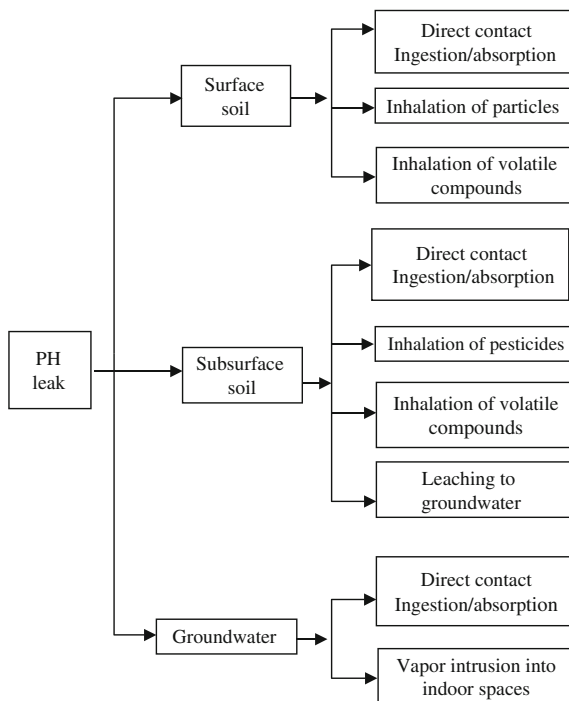 PH
leak
Surface
soil
Direct contact
Ingestion/absorption
Inhalation of particles
Inhalation of volatile
compounds
Subsurface
soil
Direct contact
Ingestion/absorption
Inhalation of pesticides
Inhalation of volatile
compounds
Leaching to
groundwater
Groundwater
Direct contact
Ingestion/absorption
Vapor intrusion into
indoor spaces